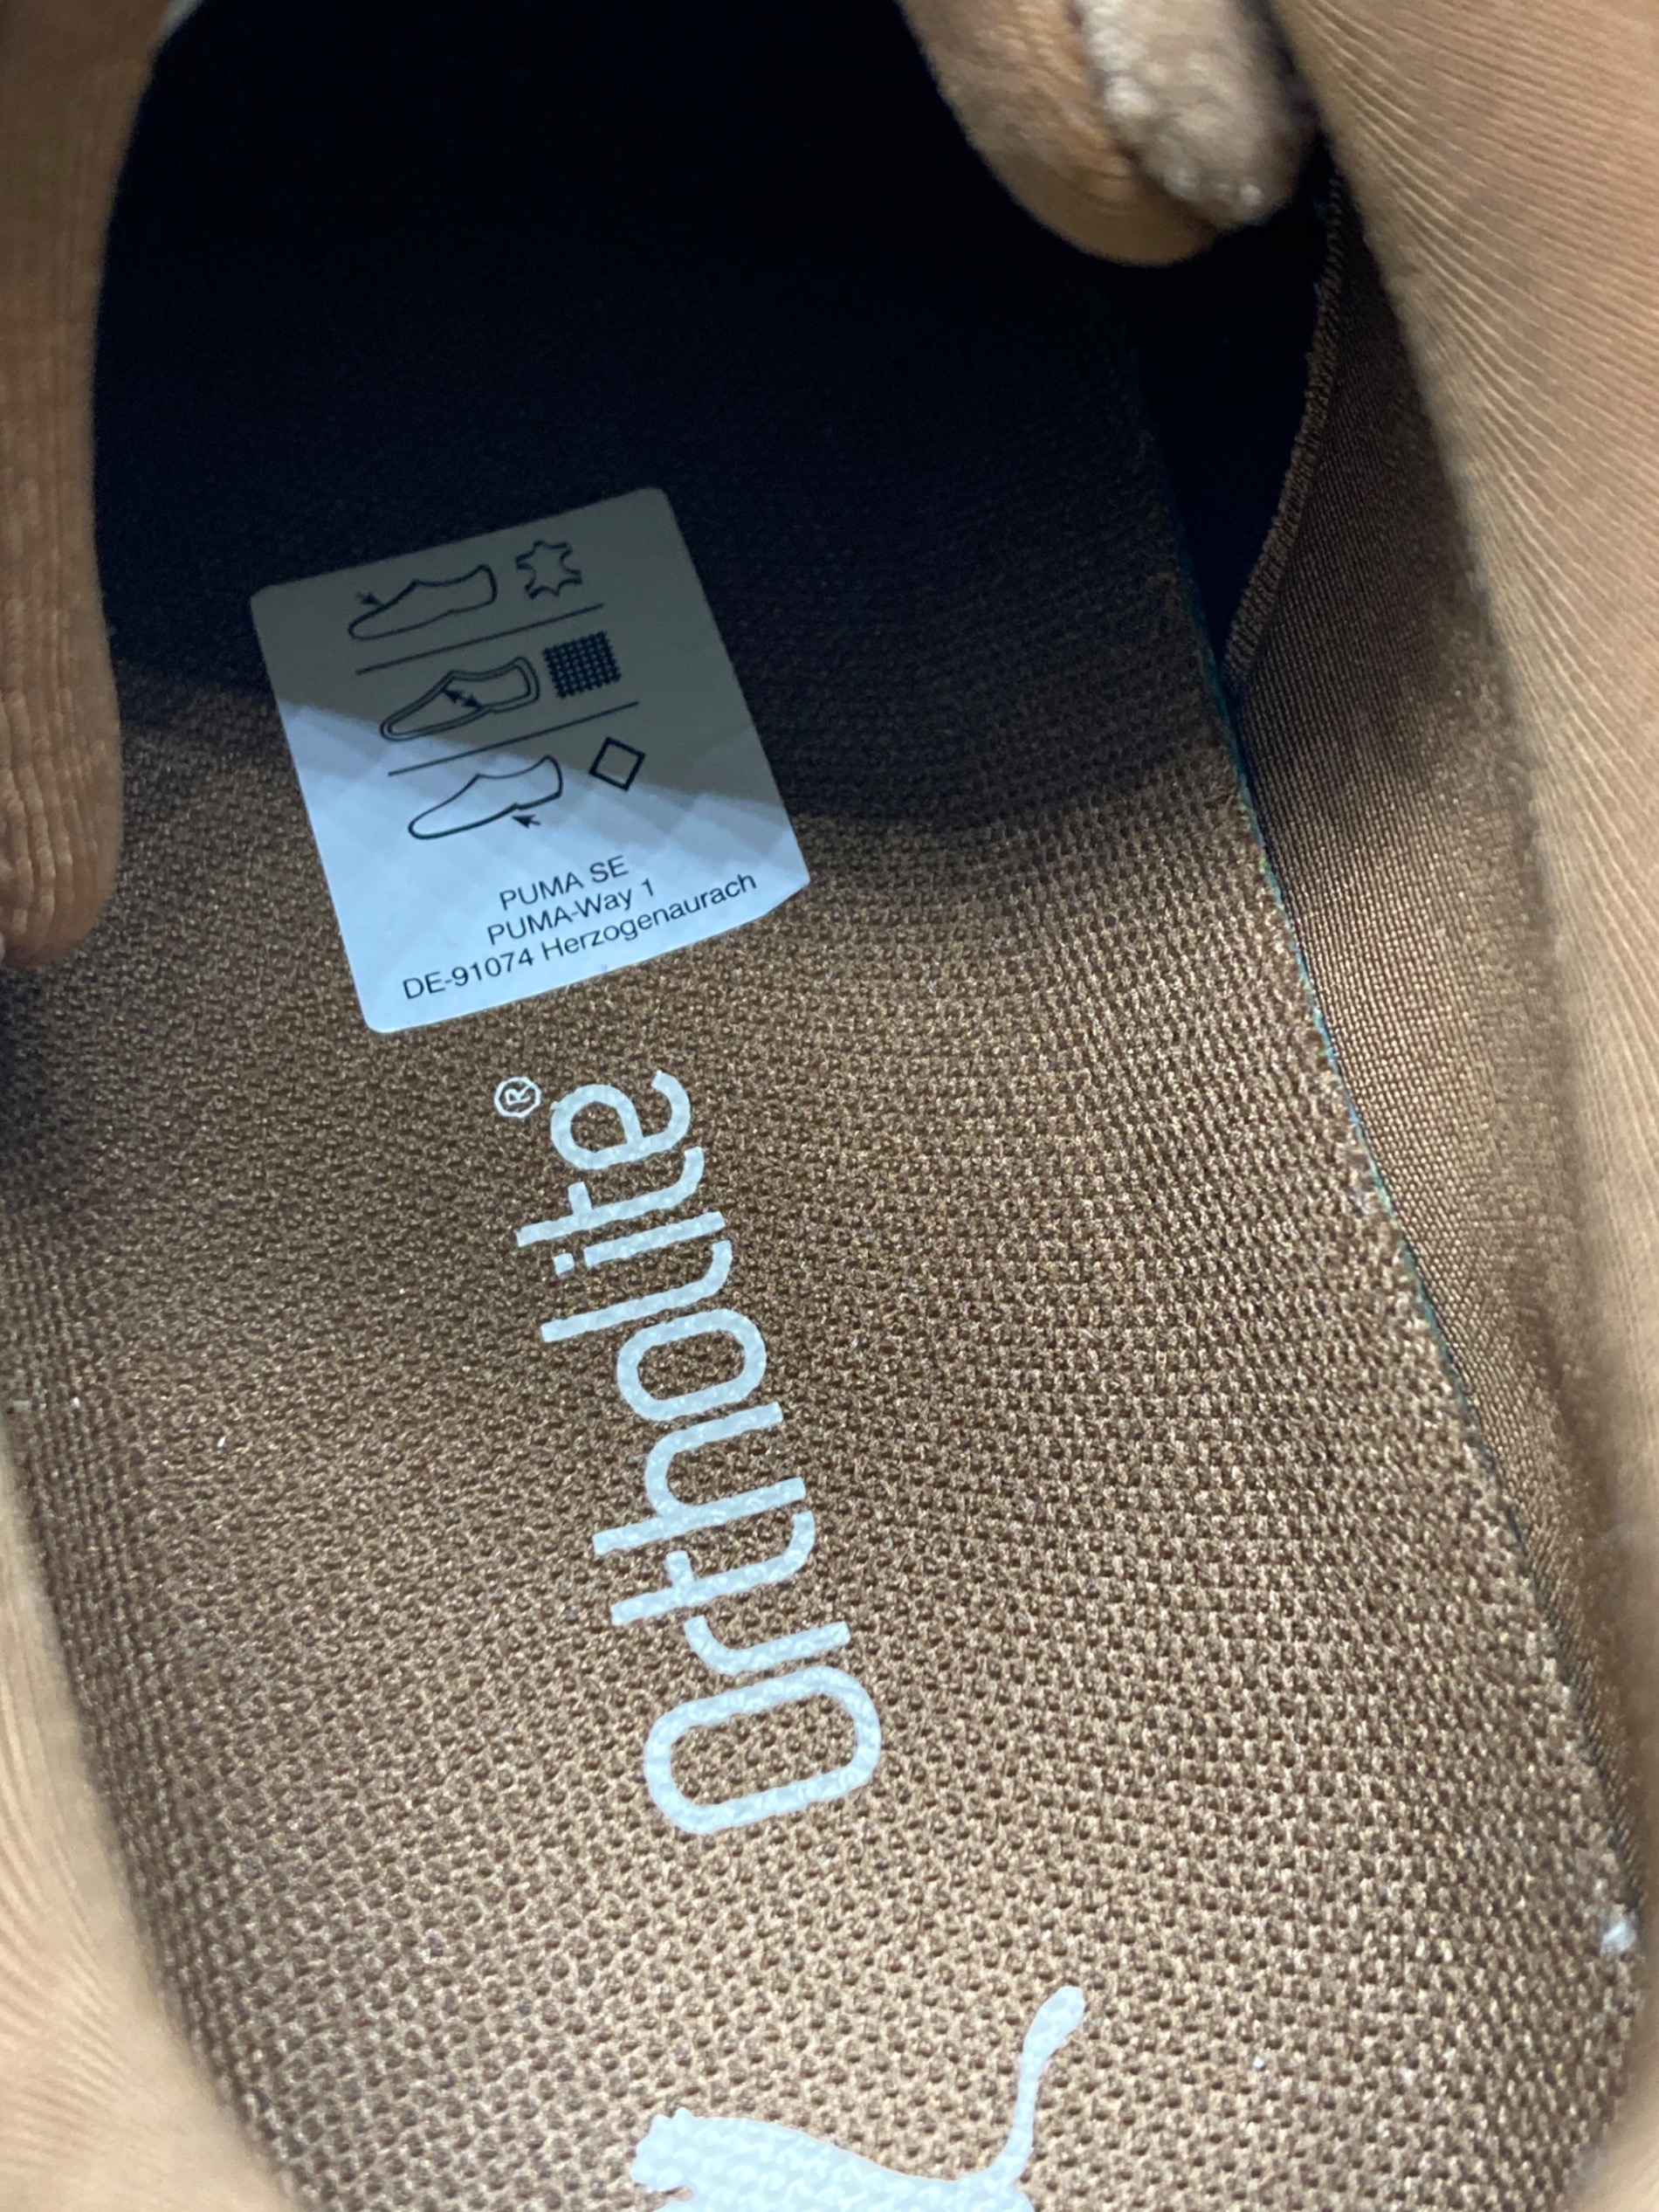 PUMA SE
PUMA-Way 1
DE-91074 Herzogenaurach
Ortholite®